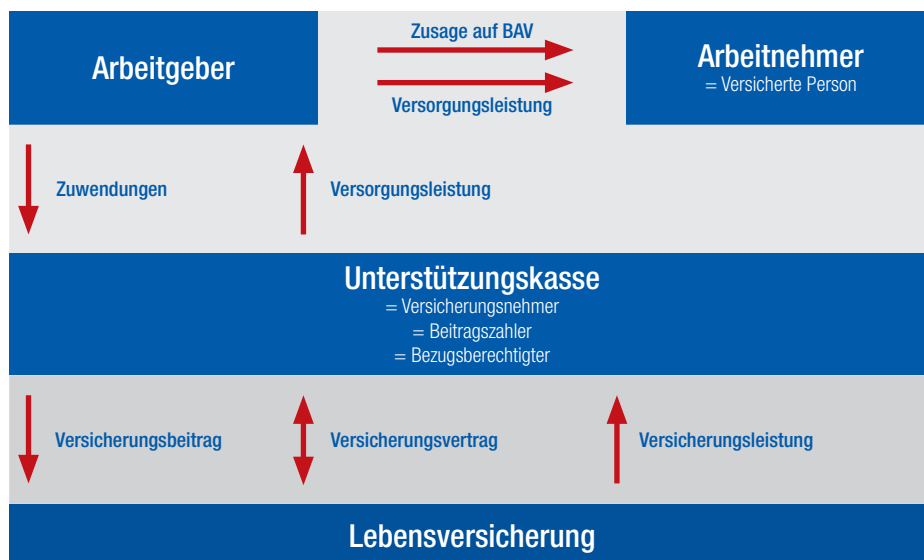 Arbeitgeber
Zusage auf BAV
Versorgungsleistung
Arbeitnehmer
= Versicherte Person
Zuwendungen
Versorgungsleistung
Unterstützungskasse
= Versicherungsnehmer
= Beitragszahler
= Bezugsberechtigter
Versicherungsbeitrag
Versicherungsvertrag
Versicherungsleistung
Lebensversicherung